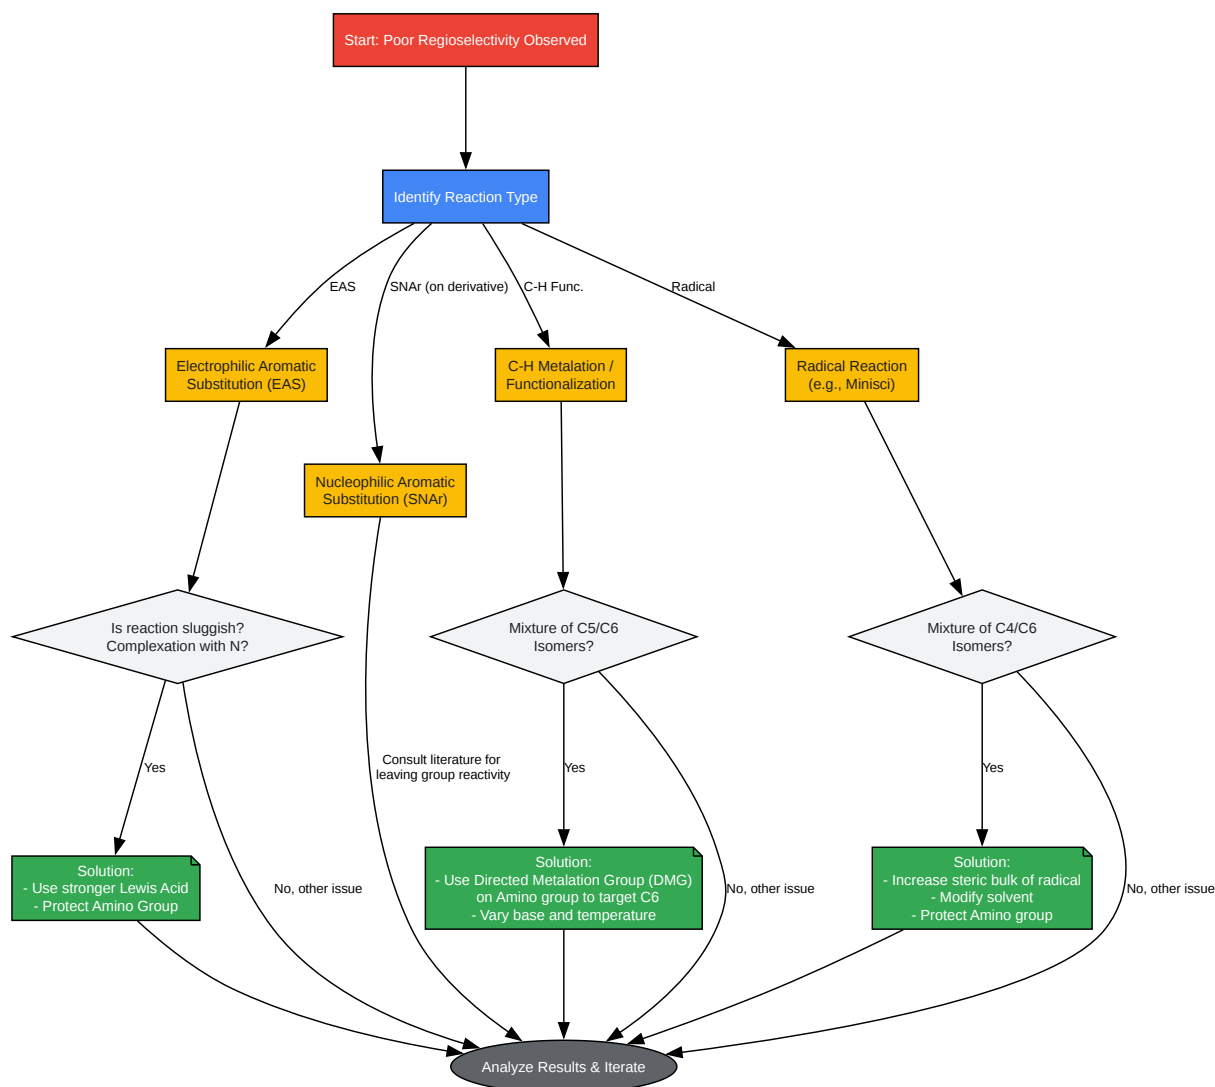 Start: Poor Regioselectivity Observed
Identify Reaction Type
EAS
SNAr (on derivative)
C-H Func.
Radical
Electrophilic Aromatic
Substitution (EAS)
C-H Metalation /
Functionalization
Radical Reaction
(e.g., Minisci)
Nucleophilic Aromatic
Substitution (SNAr)
Is reaction sluggish?
Complexation with N?
Mixture of C5/C6
Isomers?
Mixture of C4/C6
Isomers?
Yes
Consult literature for
leaving group reactivity
Yes
Yes
Solution:
- Use stronger Lewis Acid
- Protect Amino Group
No, other issue
Solution:
- Use Directed Metalation Group (DMG)
on Amino group to target C6
- Vary base and temperature
No, other issue
Solution:
- Increase steric bulk of radical
- Modify solvent
- Protect Amino group
No, other issue
Analyze Results & Iterate